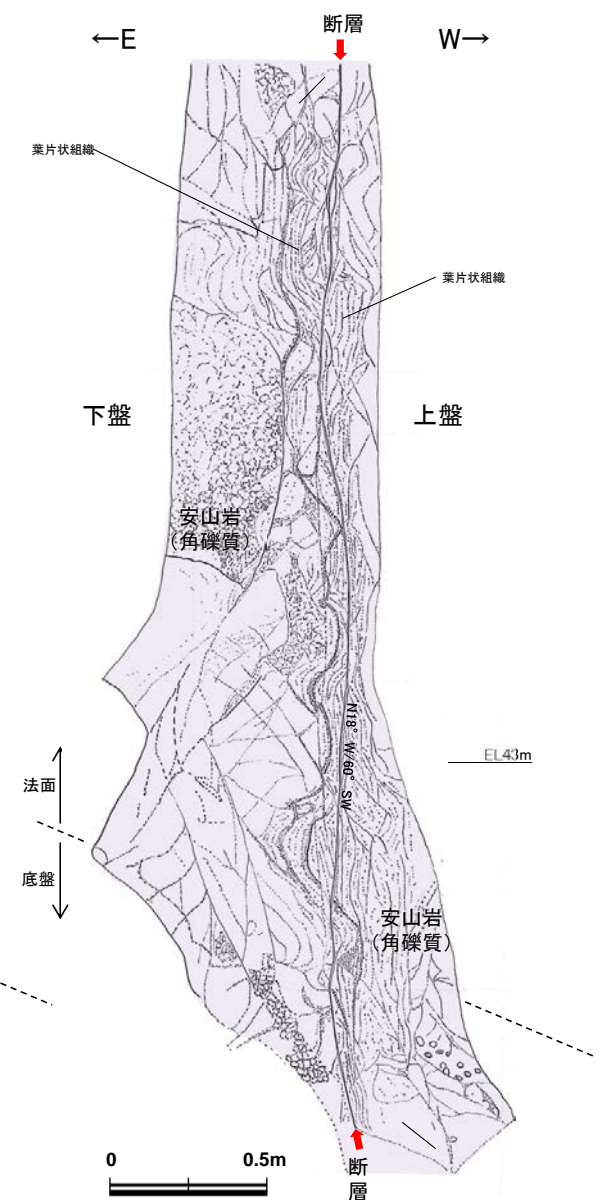 断層
←E
W→
葉片状組織
葉片状組織
下盤
上盤
安山岩
（角礫質）
N18°W/60°SW
EL43m
法面
底盤
安山岩
（角礫質）
0
0.5m
断
層